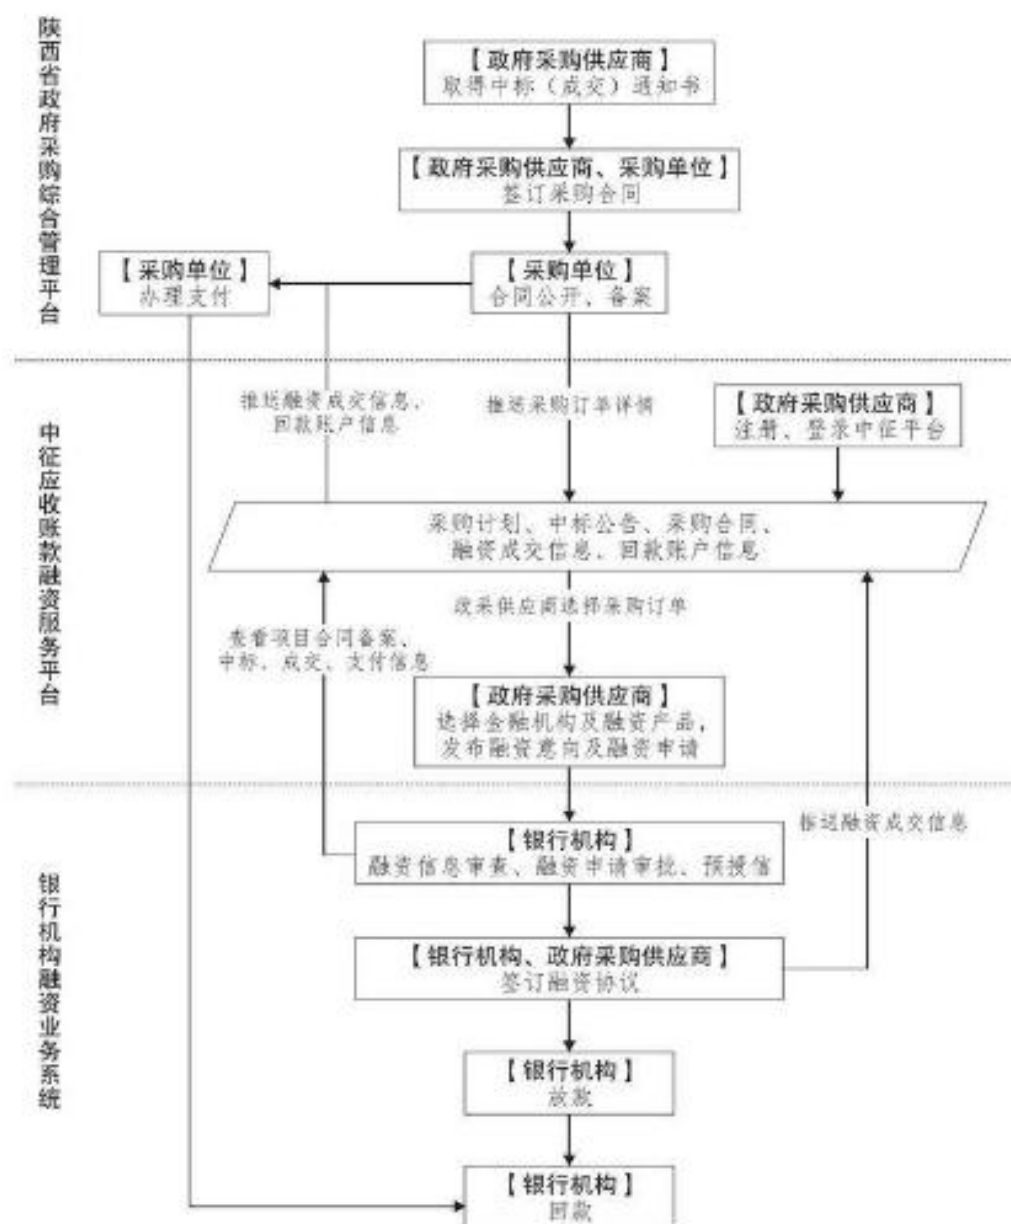 陕西省政府采购综合管理平台
【政府采购供应商】
取得中标（成交）通知书
【政府采购供应商、采购单位】
签订采购合同
【采购单位】
办理支付
【采购单位】
合同公开、备案
中征应收账款融资服务平台
推送融资成交信息、
回款账户信息
推送采购订单详情
【政府采购供应商】
注册、登录中征平台
采购计划、中标公告、采购合同、
融资成交信息、回款账户信息
政采供应商选择采购订单
查看项目合同备案、
中标、成交、支付信息
【政府采购供应商】
选择金融机构及融资产品，
发布融资意向及融资申请
银行机构融资业务系统
【银行机构】
融资信息审查、融资申请审批、预授信
推送融资成交信息
【银行机构、政府采购供应商】
签订融资协议
【银行机构】
放款
【银行机构】
回款